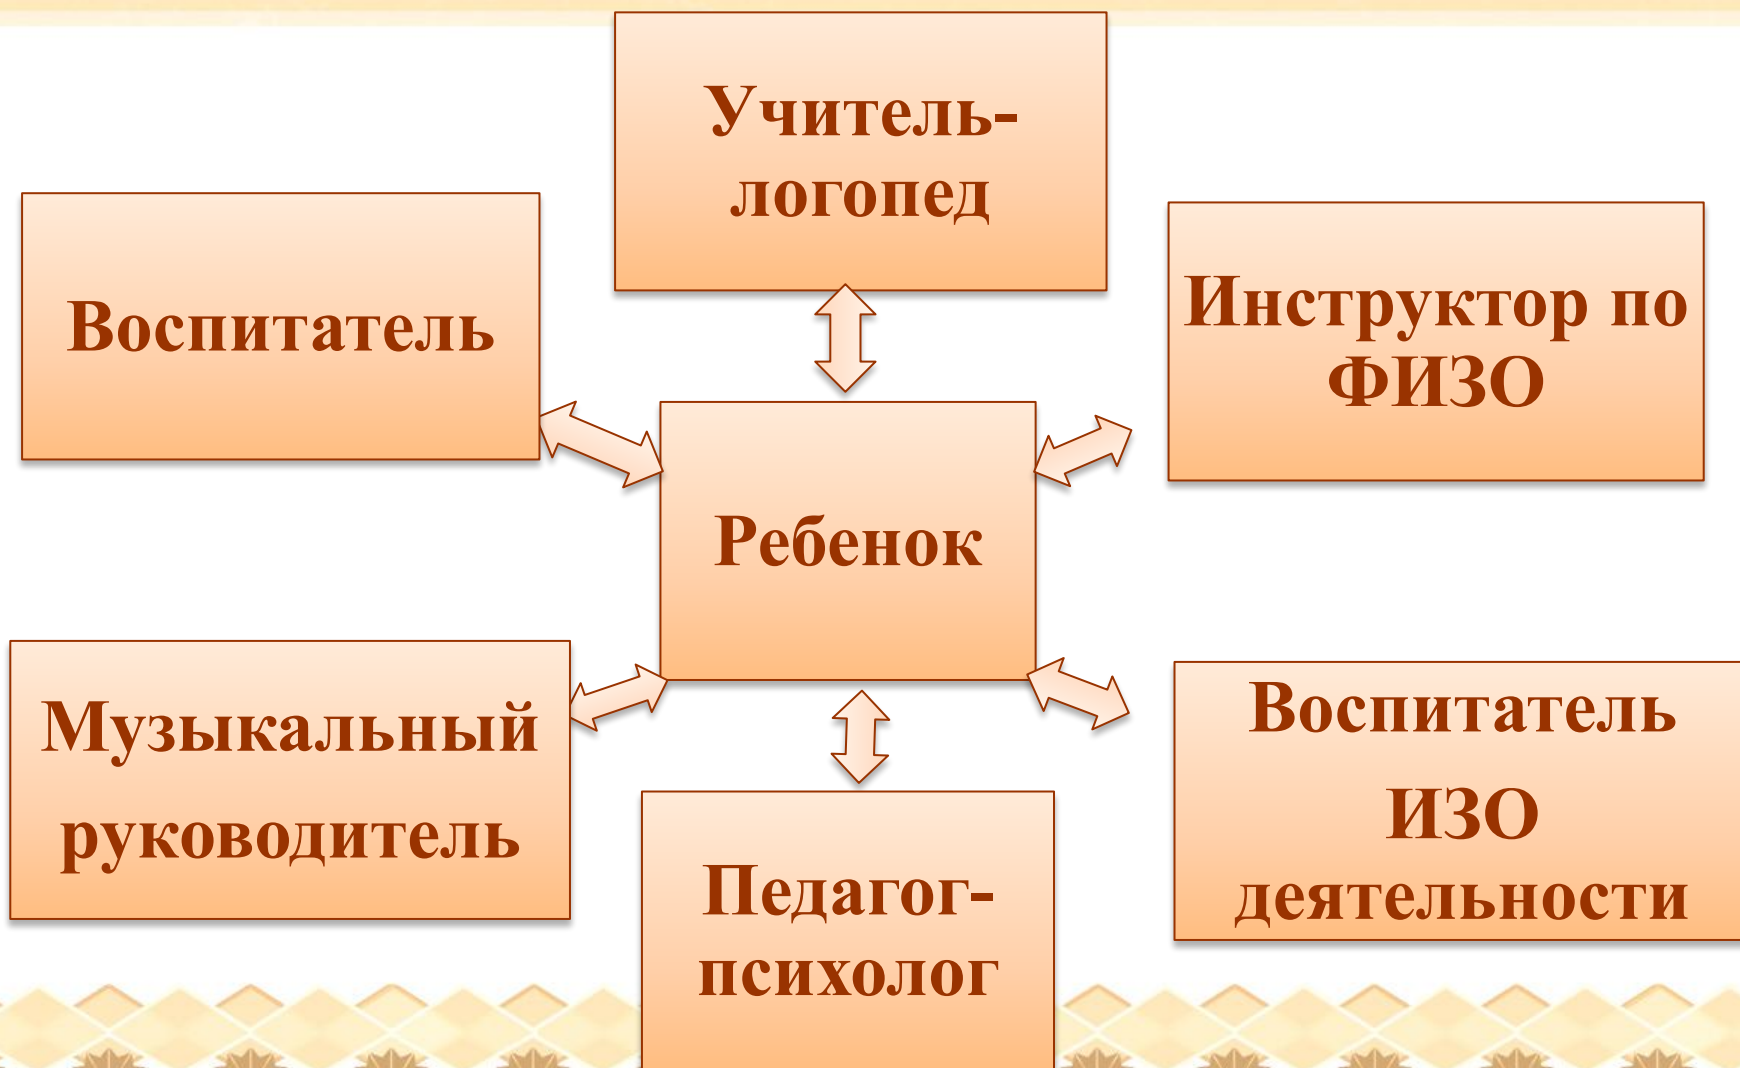 Учитель-
логопед
Воспитатель
Инструктор по
ФИЗО
Ребенок
Музыкальный
руководитель
Воспитатель
ИЗО
деятельности
Педагог-
психолог